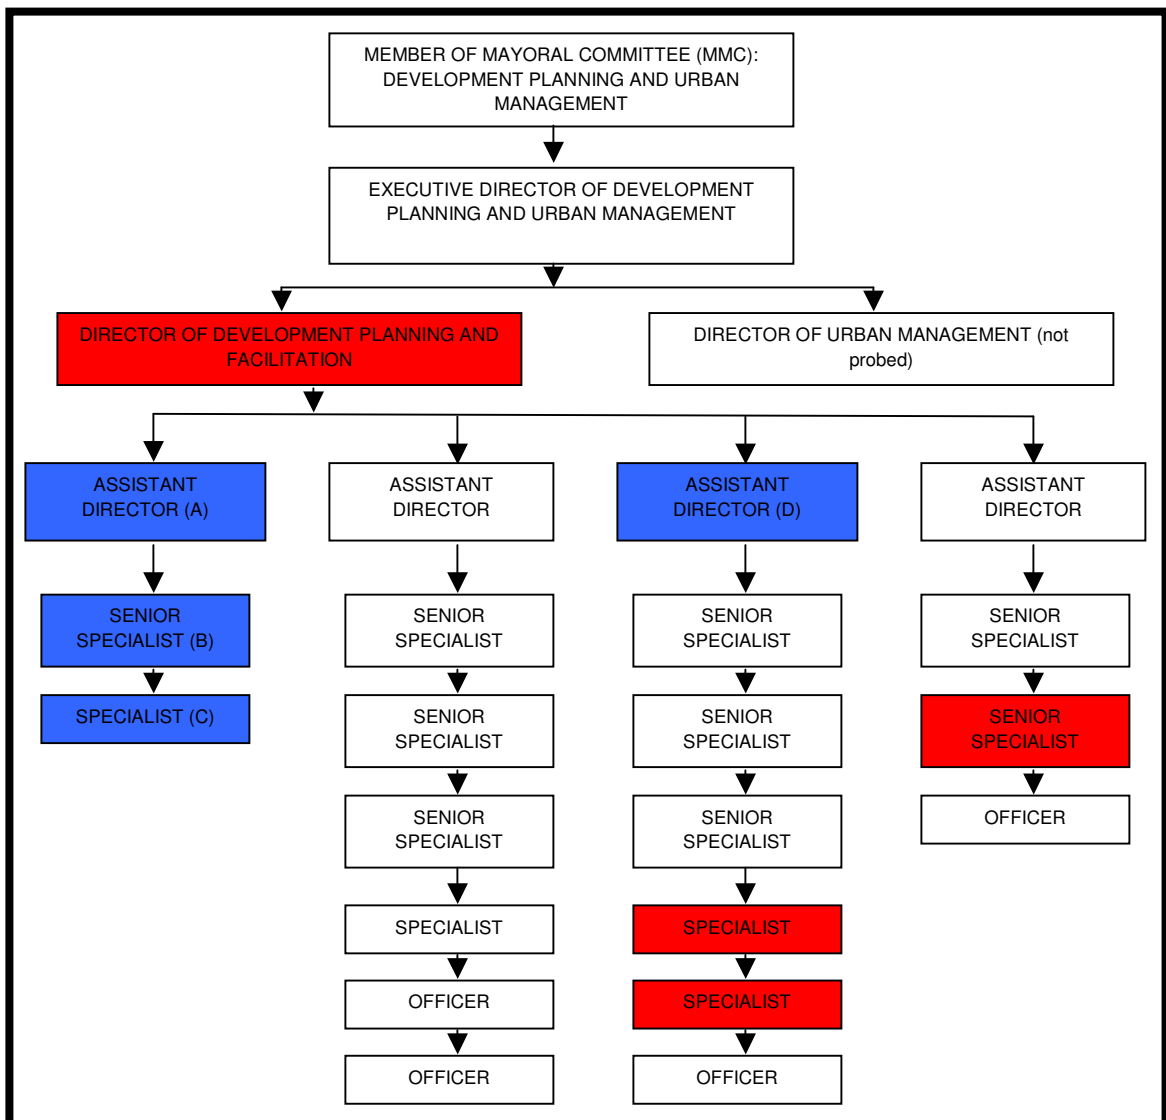 MEMBER OF MAYORAL COMMITTEE (MMC):
DEVELOPMENT PLANNING AND URBAN
MANAGEMENT
EXECUTIVE DIRECTOR OF DEVELOPMENT
PLANNING AND URBAN MANAGEMENT
DIRECTOR OF DEVELOPMENT PLANNING AND
FACILITATION
DIRECTOR OF URBAN MANAGEMENT (not
probed)
ASSISTANT
DIRECTOR (A)
SENIOR
SPECIALIST (B)
SPECIALIST (C)
ASSISTANT
DIRECTOR
SENIOR
SPECIALIST
SENIOR
SPECIALIST
SENIOR
SPECIALIST
SPECIALIST
OFFICER
OFFICER
ASSISTANT
DIRECTOR (D)
SENIOR
SPECIALIST
SENIOR
SPECIALIST
SENIOR
SPECIALIST
SPECIALIST
SPECIALIST
OFFICER
ASSISTANT
DIRECTOR
SENIOR
SPECIALIST
SENIOR
SPECIALIST
OFFICER